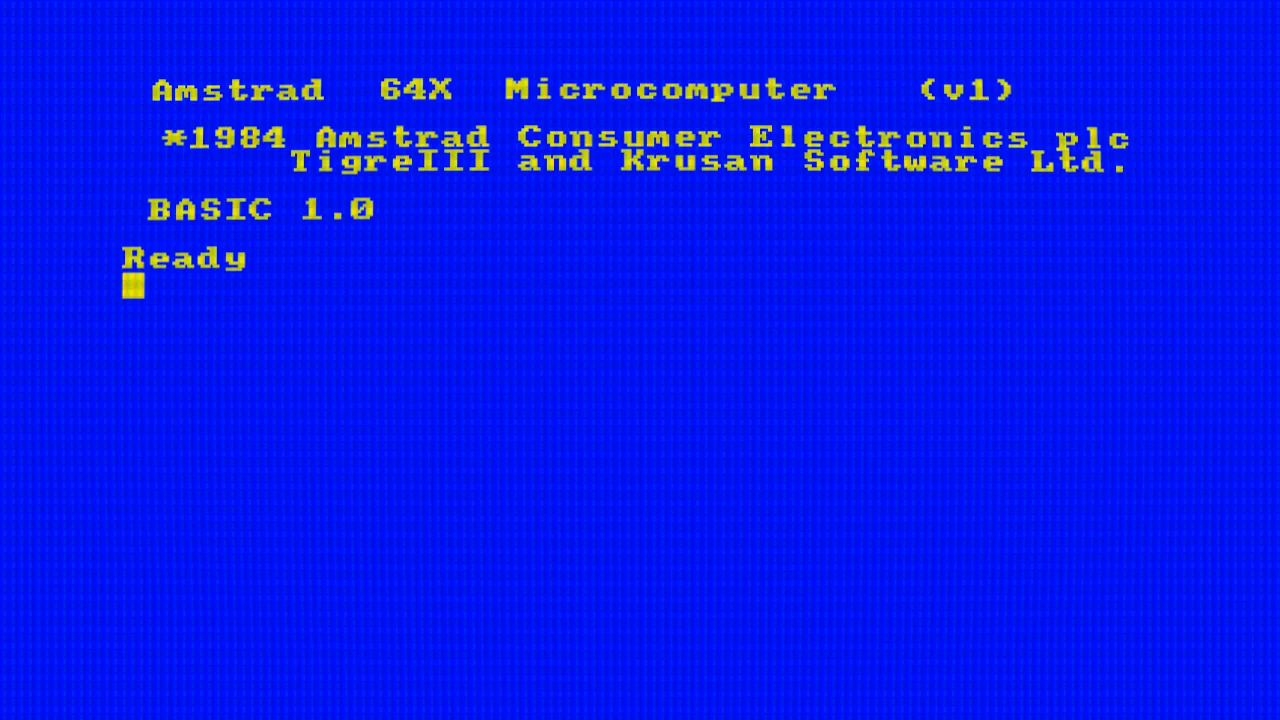 Amstrad 64X Microcomputer (v1)
*1984 Amstrad Consumer Electronics plc
TigreIII and Krusan Software Ltd.
BASIC 1.0
Ready